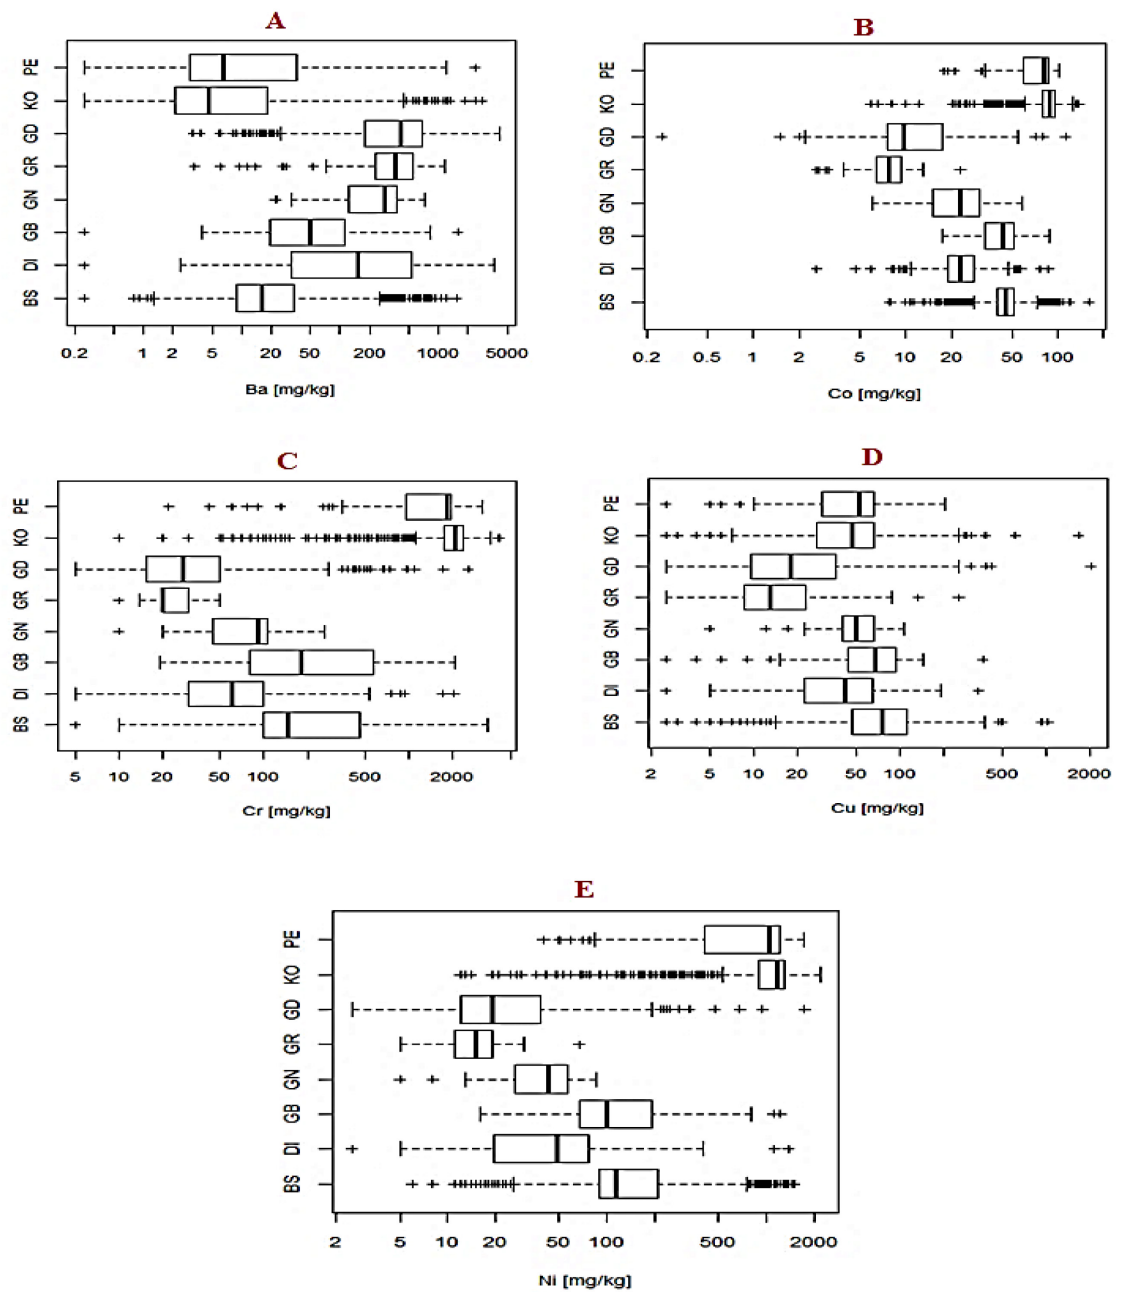 A
PE
KO
GD
GR
GN
GB
DI
BS
0.2 1 2 5 20 50 200 1000 5000
Ba [mg/kg]
B
PE
KO
GD
GR
GN
GB
DI
BS
0.2 0.5 1 2 5 10 20 50 100
Co [mg/kg]
C
PE
KO
GD
GR
GN
GB
DI
BS
5 10 20 50 100 500 2000
Cr [mg/kg]
D
PE
KO
GD
GR
GN
GB
DI
BS
2 5 10 20 50 100 500 2000
Cu [mg/kg]
E
PE
KO
GD
GR
GN
GB
DI
BS
2 5 10 20 50 100 500 2000
Ni [mg/kg]